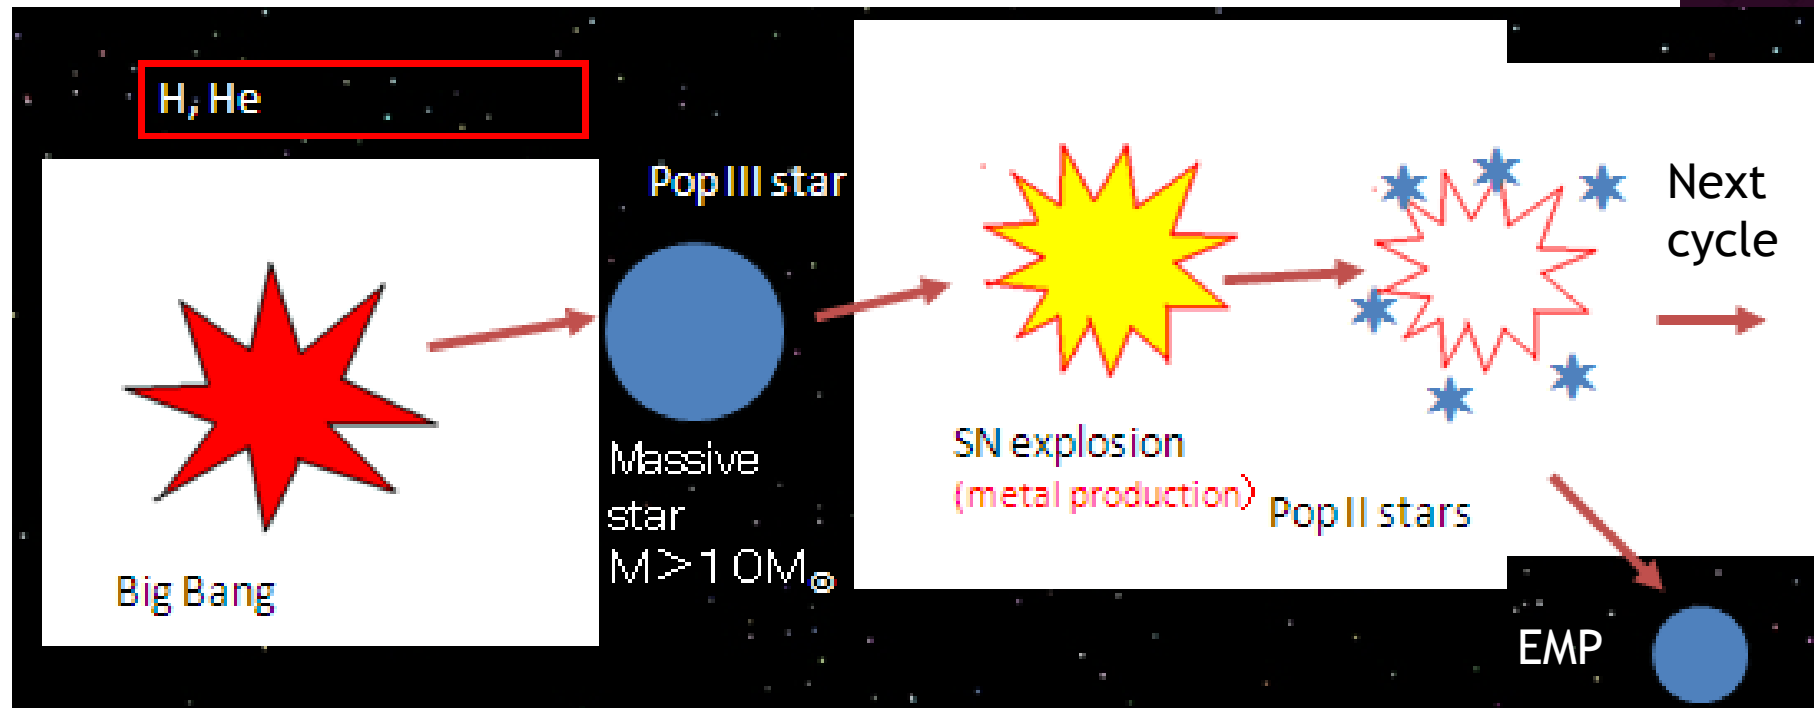 H, He
Pop III star
Next
cycle
Massive
star
M>10M⊙
SN explosion
(metal production)
Pop II stars
Big Bang
EMP